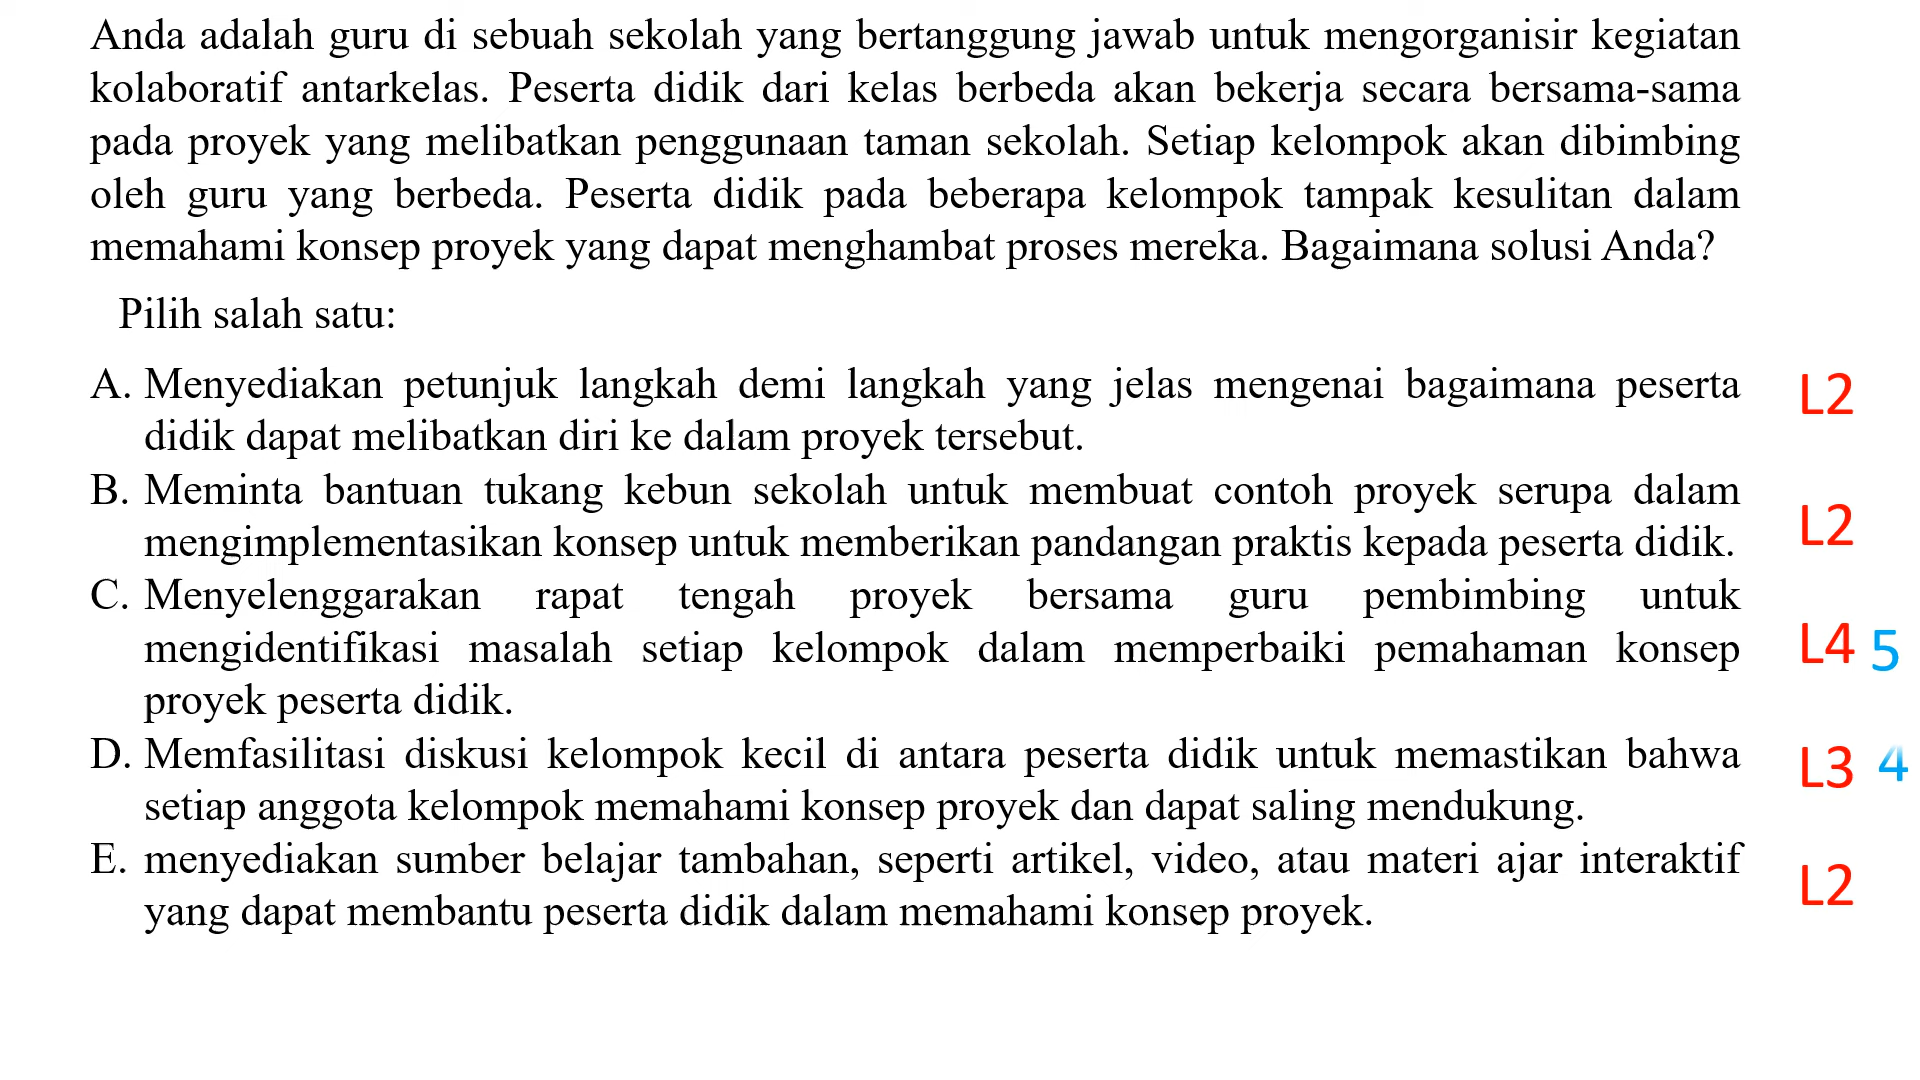 Anda adalah guru di sebuah sekolah yang bertanggung jawab untuk mengorganisir kegiatan
kolaboratif antarkelas. Peserta didik dari kelas berbeda akan bekerja secara bersama-sama
pada proyek yang melibatkan penggunaan taman sekolah. Setiap kelompok akan dibimbing
oleh guru yang berbeda. Peserta didik pada beberapa kelompok tampak kesulitan dalam
memahami konsep proyek yang dapat menghambat proses mereka. Bagaimana solusi Anda?
Pilih salah satu:
A. Menyediakan petunjuk langkah demi langkah yang jelas mengenai bagaimana peserta
didik dapat melibatkan diri ke dalam proyek tersebut.
L2
B. Meminta bantuan tukang kebun sekolah untuk membuat contoh proyek serupa dalam
mengimplementasikan konsep untuk memberikan pandangan praktis kepada peserta didik.
L2
C. Menyelenggarakan rapat tengah proyek bersama guru pembimbing untuk
mengidentifikasi masalah setiap kelompok dalam memperbaiki pemahaman konsep
proyek peserta didik.
L4 5
D. Memfasilitasi diskusi kelompok kecil di antara peserta didik untuk memastikan bahwa
setiap anggota kelompok memahami konsep proyek dan dapat saling mendukung.
L3 4
E. menyediakan sumber belajar tambahan, seperti artikel, video, atau materi ajar interaktif
yang dapat membantu peserta didik dalam memahami konsep proyek.
L2